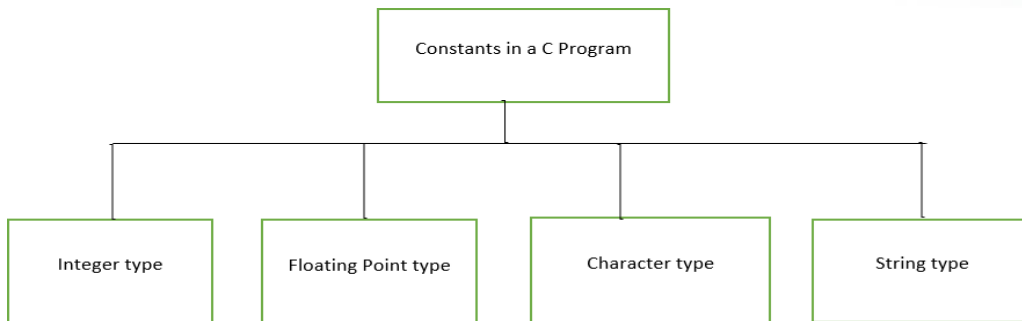 Constants in a C Program
Integer type
Floating Point type
Character type
String type